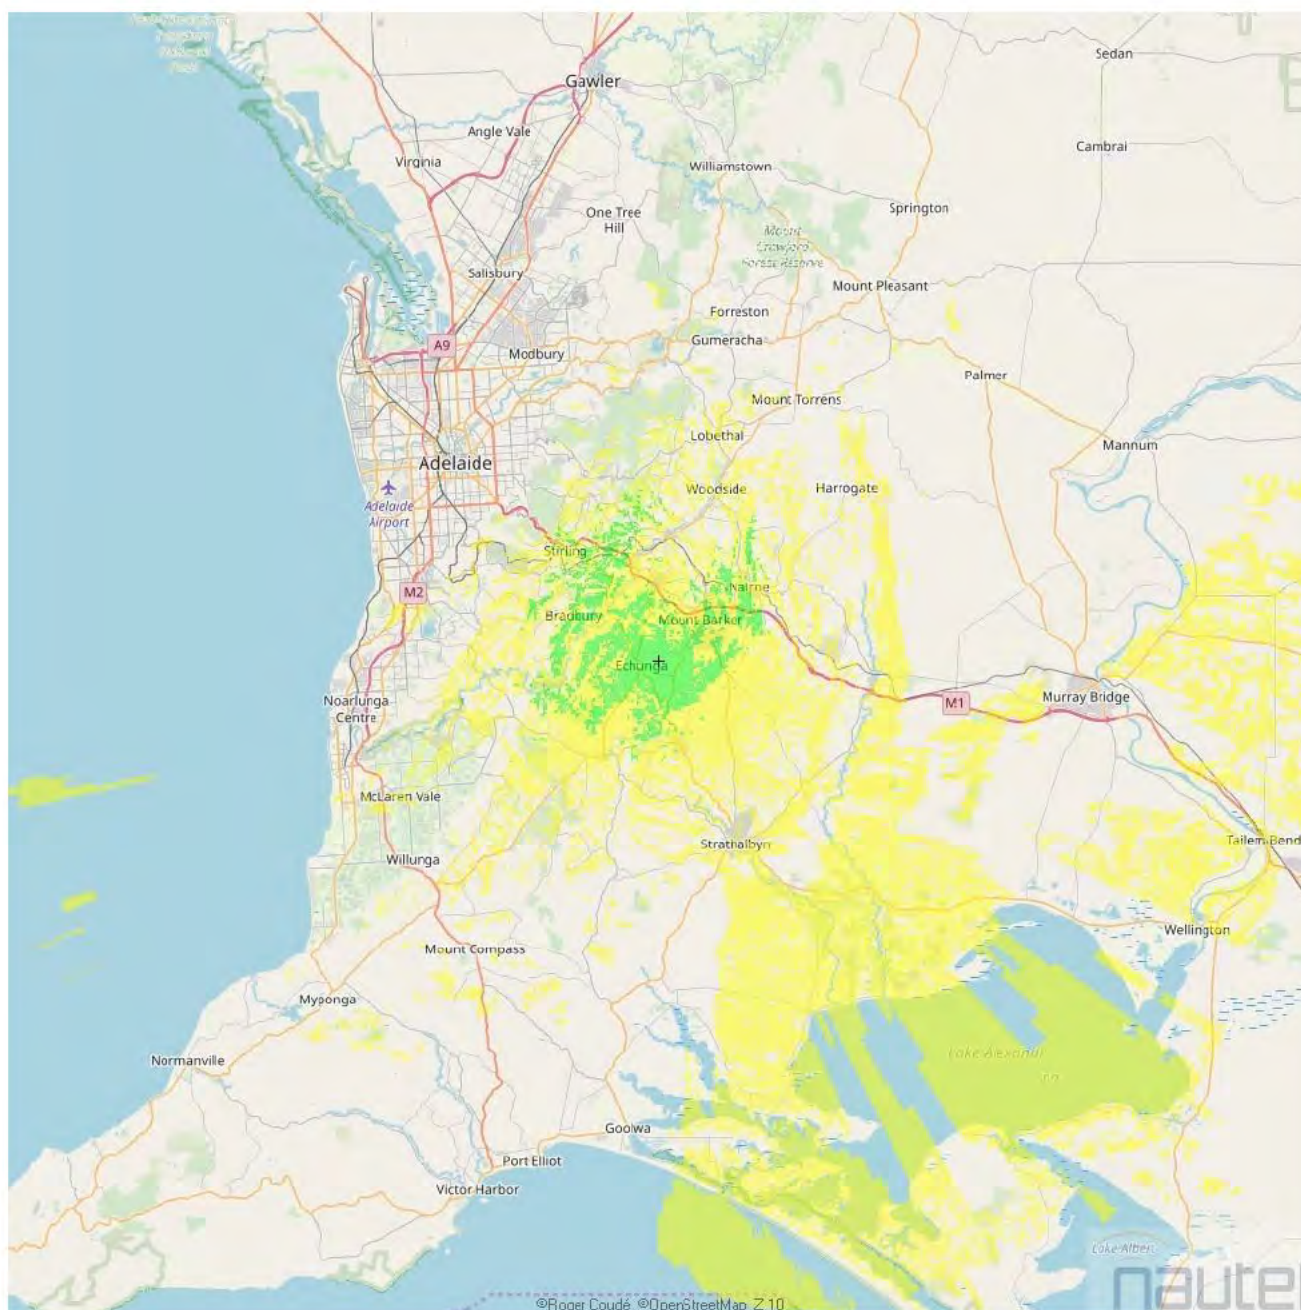 Sedan
Gawler
Angle Vale
Cambrai
Virginia
Williamstown
One Tree
Hill
Springton
Mount
Crawford
Forest Reserve
Salisbury
Mount Pleasant
Forreston
A9
Gumeracha
Modbury
Palmer
Mount Torrens
Lobethal
Mannum
Adelaide
Woodside
Harrogate
Adelaide
Airport
Stirling
Nairne
M2
Bradbury
Mount Barker
Echunga
Murray Bridge
Noarlunga
Centre
M1
McLaren Vale
Tailem Bend
Strathalbyn
Willunga
Wellington
Mount Compass
Myponga
Normanville
Lake Alexandri
na
Goolwa
Port Elliot
Victor Harbor
Lake Albert
nautel
©Roger Coudé ©OpenStreetMap Z 10